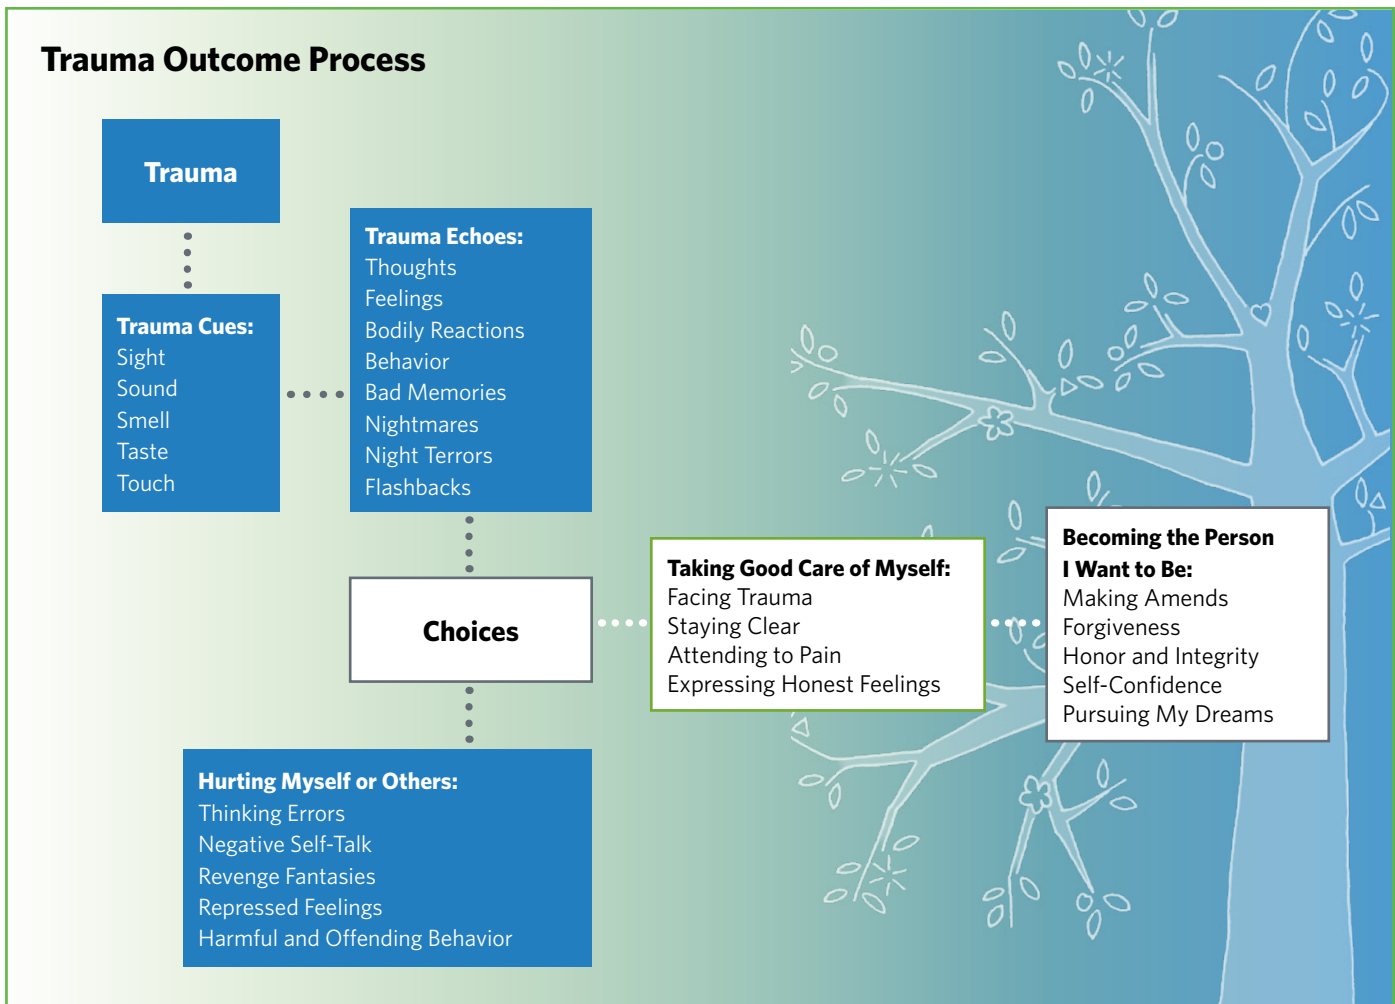 Trauma Outcome Process
Trauma
Trauma Cues:
Sight
Sound
Smell
Taste
Touch
Trauma Echoes:
Thoughts
Feelings
Bodily Reactions
Behavior
Bad Memories
Nightmares
Night Terrors
Flashbacks
Choices
Taking Good Care of Myself:
Facing Trauma
Staying Clear
Attending to Pain
Expressing Honest Feelings
Becoming the Person
I Want to Be:
Making Amends
Forgiveness
Honor and Integrity
Self-Confidence
Pursuing My Dreams
Hurting Myself or Others:
Thinking Errors
Negative Self-Talk
Revenge Fantasies
Repressed Feelings
Harmful and Offending Behavior